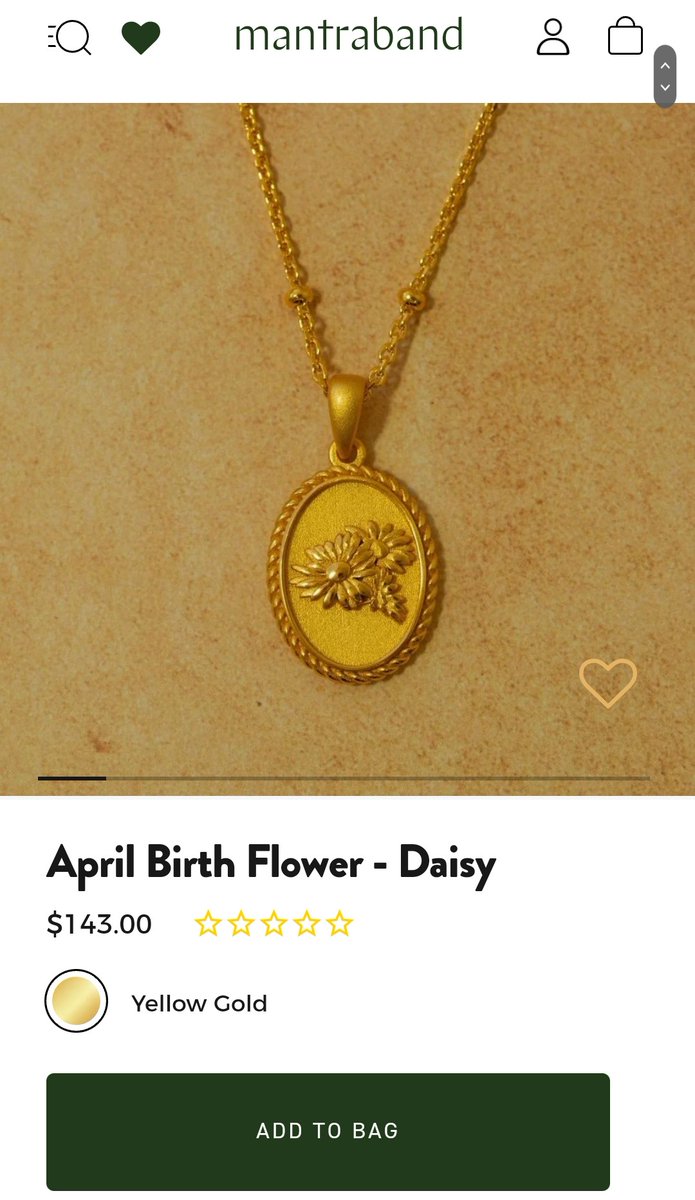 mantraband
April Birth Flower - Daisy
$143.00
Yellow Gold
ADD TO BAG